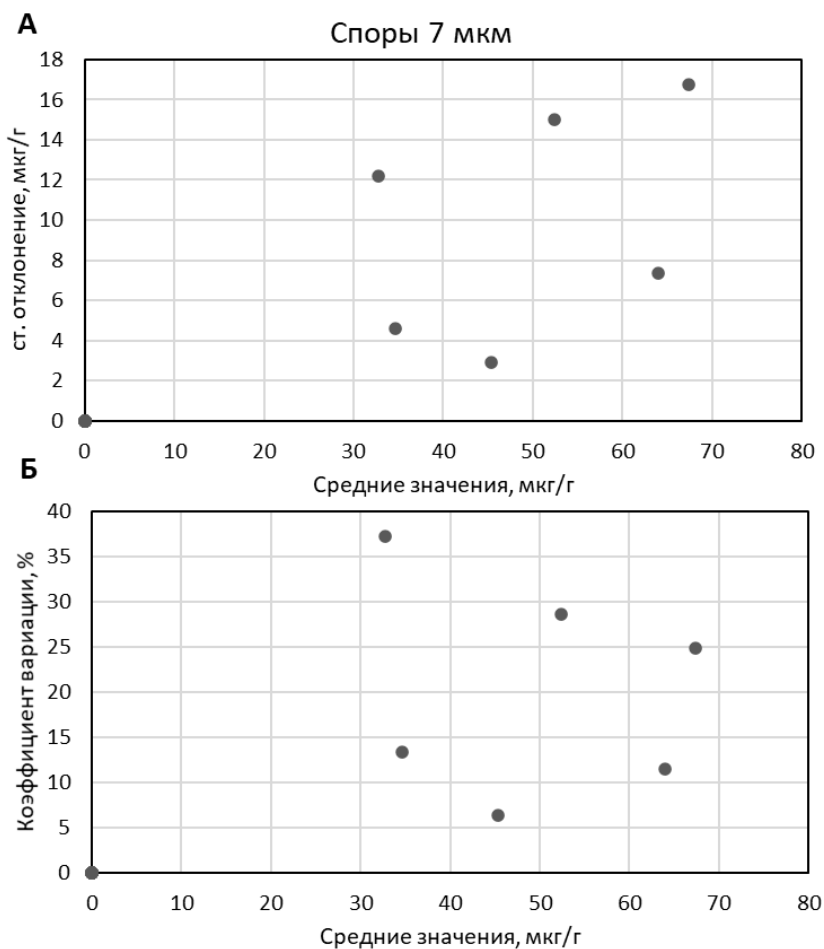 А
Споры 7 мкм
ст. отклонение, мкг/г
18
16
14
12
10
8
6
4
2
0
0 10 20 30 40 50 60 70 80
Средние значения, мкг/г
Б
Коэффициент вариации, %
40
35
30
25
20
15
10
5
0
0 10 20 30 40 50 60 70 80
Средние значения, мкг/г